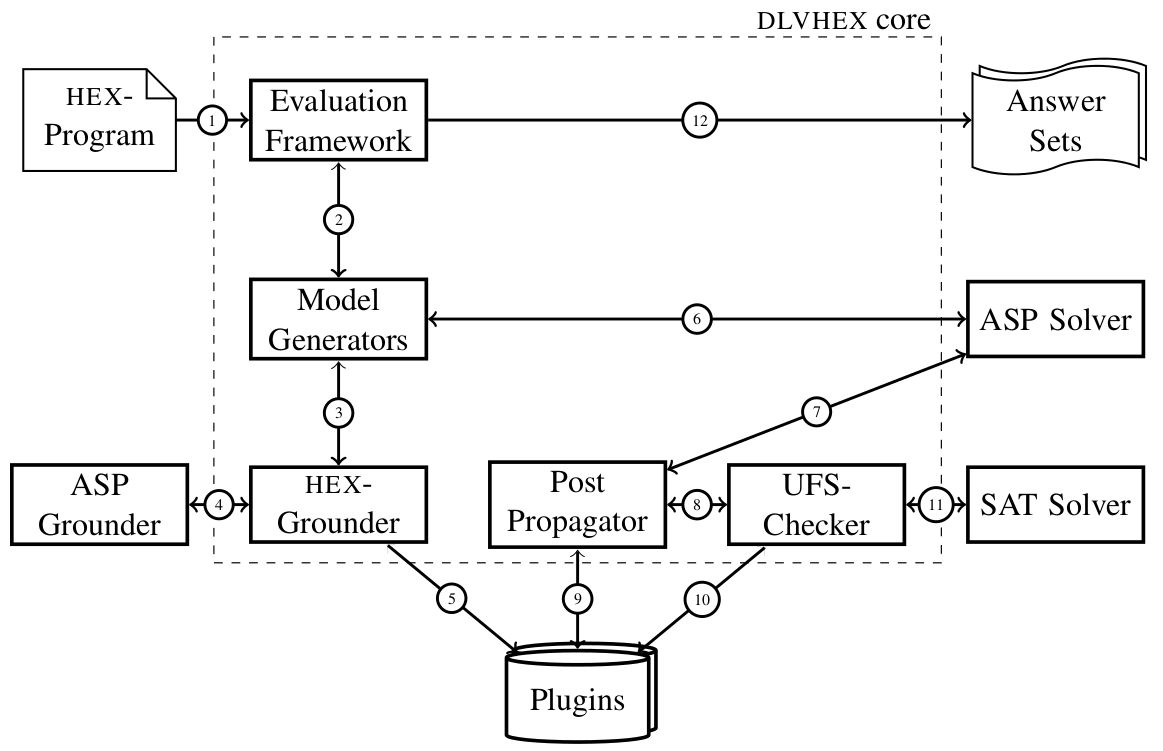 DLVHEX core
HEX-
Program
1
Evaluation
Framework
12
Answer
Sets
2
Model
Generators
6
ASP Solver
3
7
ASP
Grounder
4
HEX-
Grounder
Post
Propagator
8
UFS-
Checker
11
SAT Solver
5
9
10
Plugins